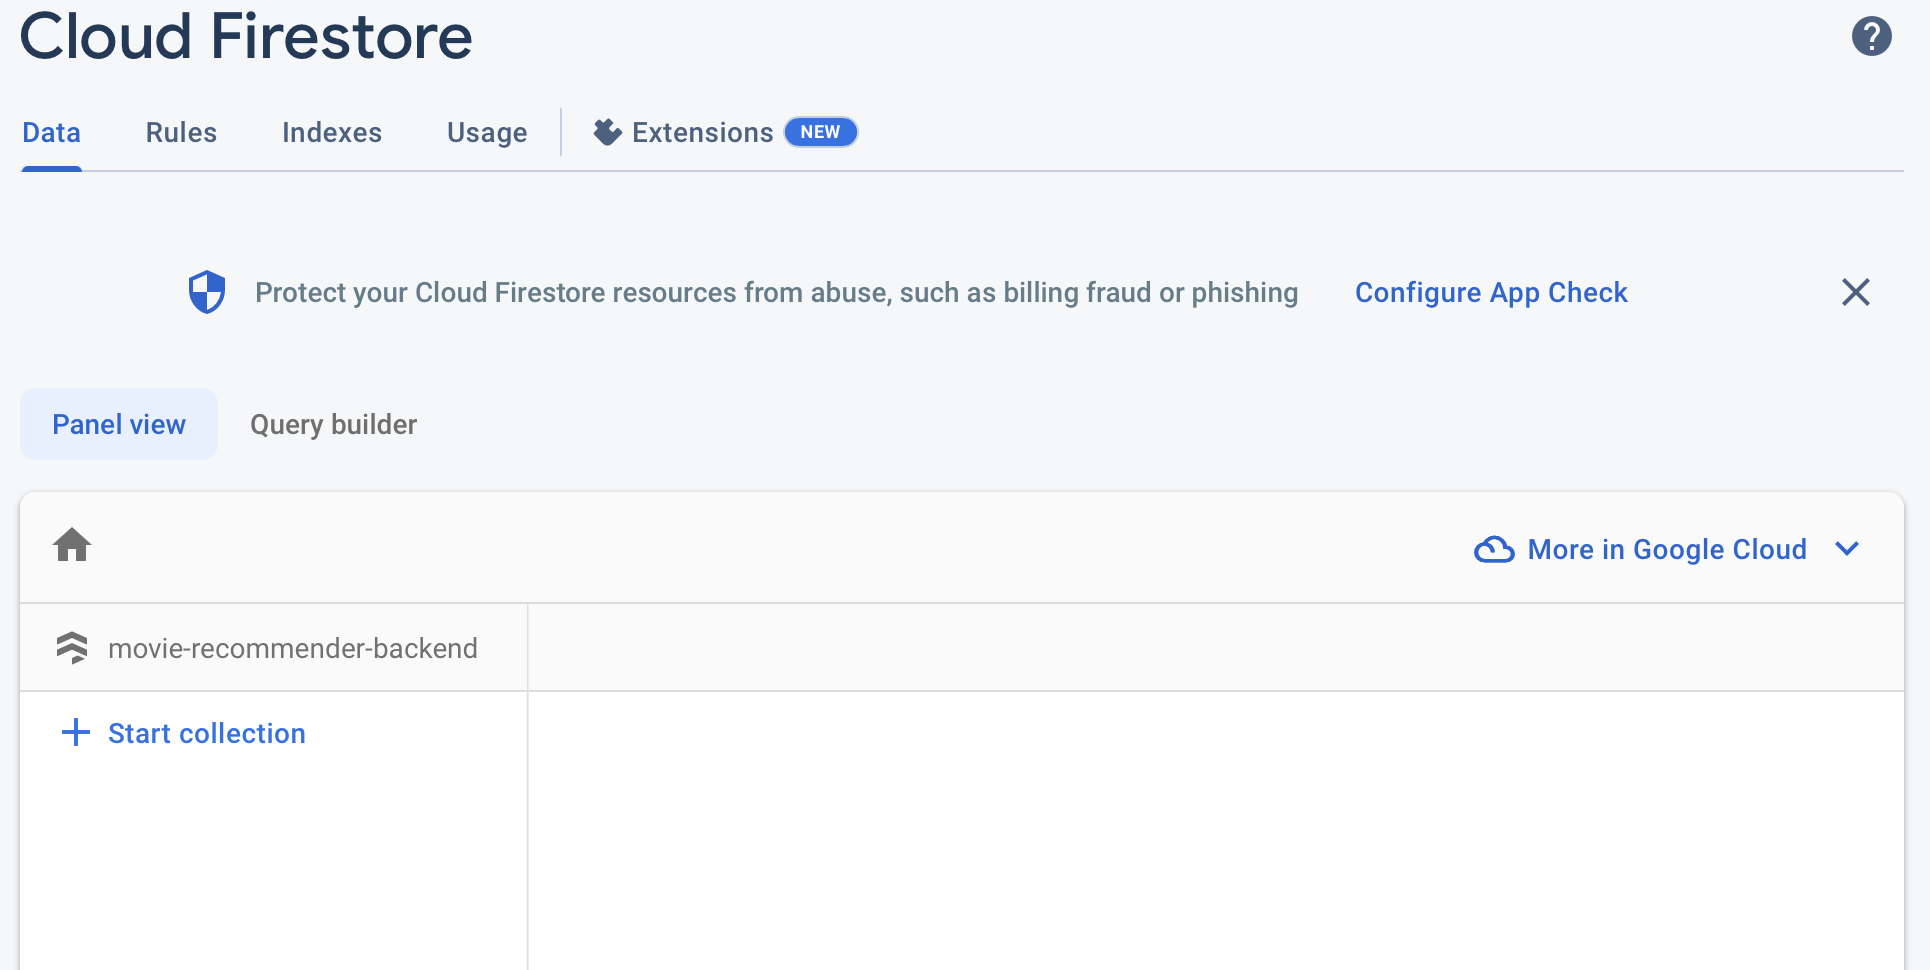 Cloud Firestore
?
Data Rules Indexes Usage Extensions NEW
Protect your Cloud Firestore resources from abuse, such as billing fraud or phishing Configure App Check
Panel view Query builder
More in Google Cloud
movie-recommender-backend
Start collection